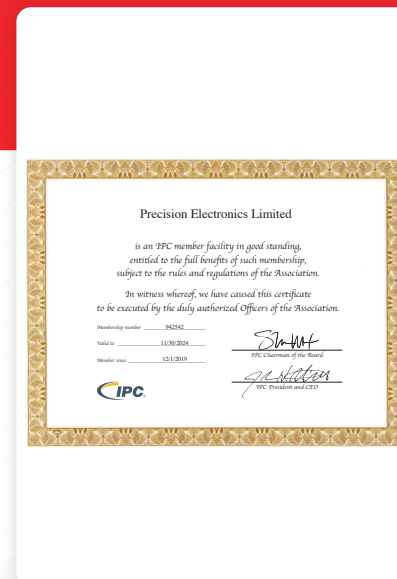 Precision Electronics Limited
is an IPC member facility in good standing,
entitled to the full benefits of such membership,
subject to the rules and regulations of the Association.
In witness whereof, we have caused this certificate
to be executed by the duly authorized Officers of the Association.
Membership number 942542
Valid to 11/30/2024
Member since 12/1/2019
IPC Chairman of the Board
IPC President and CEO
IPC